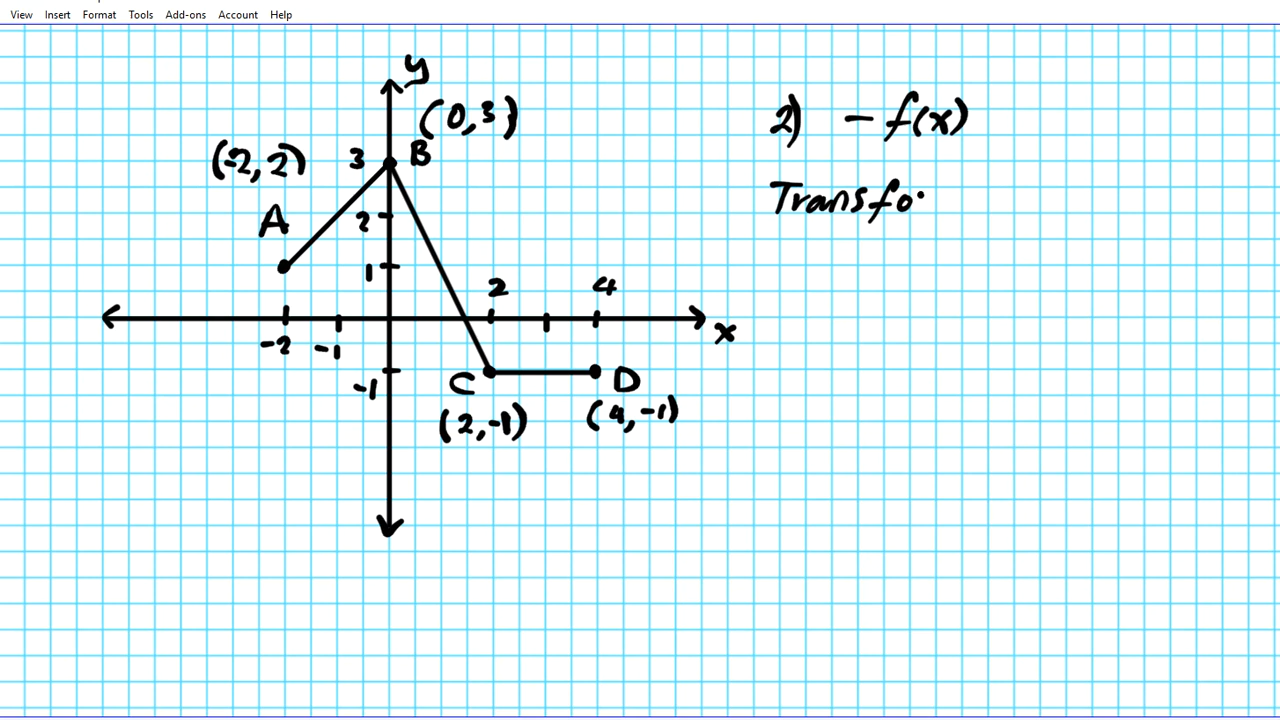 View Insert Format Tools Add-ons Account Help
y
(0,3)
2) - f(x)
(-2,2)
3
B
Transfo
A
2
1
2
4
x
-2
-1
-1
C
D
(2,-1)
(4,-1)